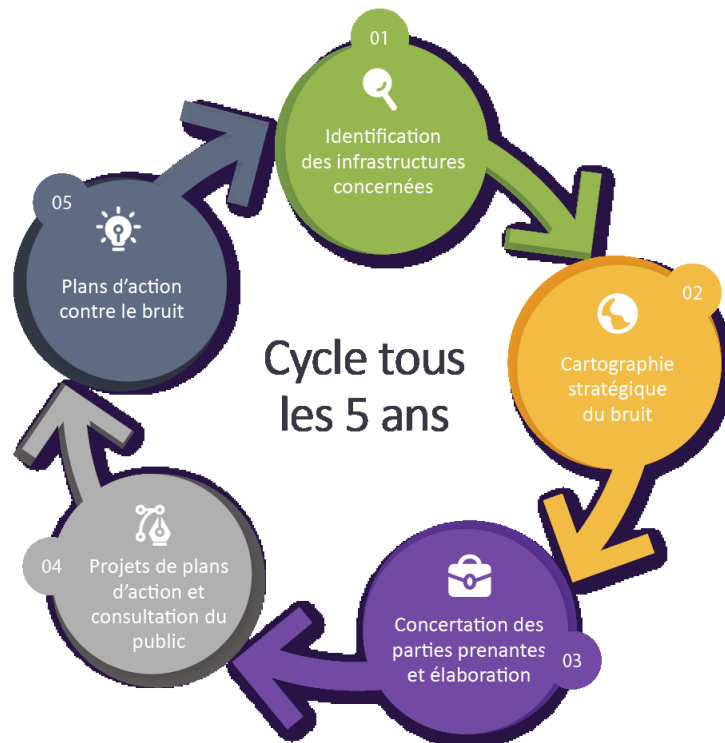 01
Identification
des infrastructures
concernées
02
Cartographie
stratégique
du bruit
03
Concertation des
parties prenantes
et élaboration
04
Projets de plans
d'action et
consultation du
public
05
Plans d'action
contre le bruit
Cycle tous
les 5 ans